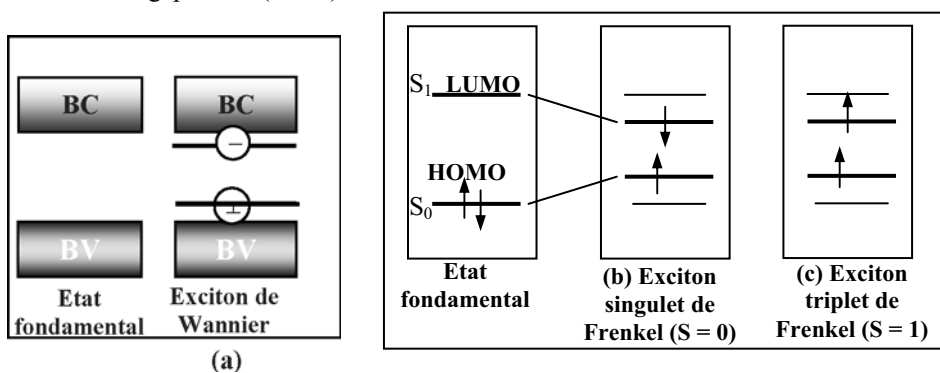 BC
BC
−
BV
BV
Etat
fondamental
Exciton de
Wannier
(a)
S1 LUMO
HOMO
S0
Etat
fondamental
(b) Exciton
singulet de
Frenkel (S = 0)
(c) Exciton
triplet de
Frenkel (S = 1)